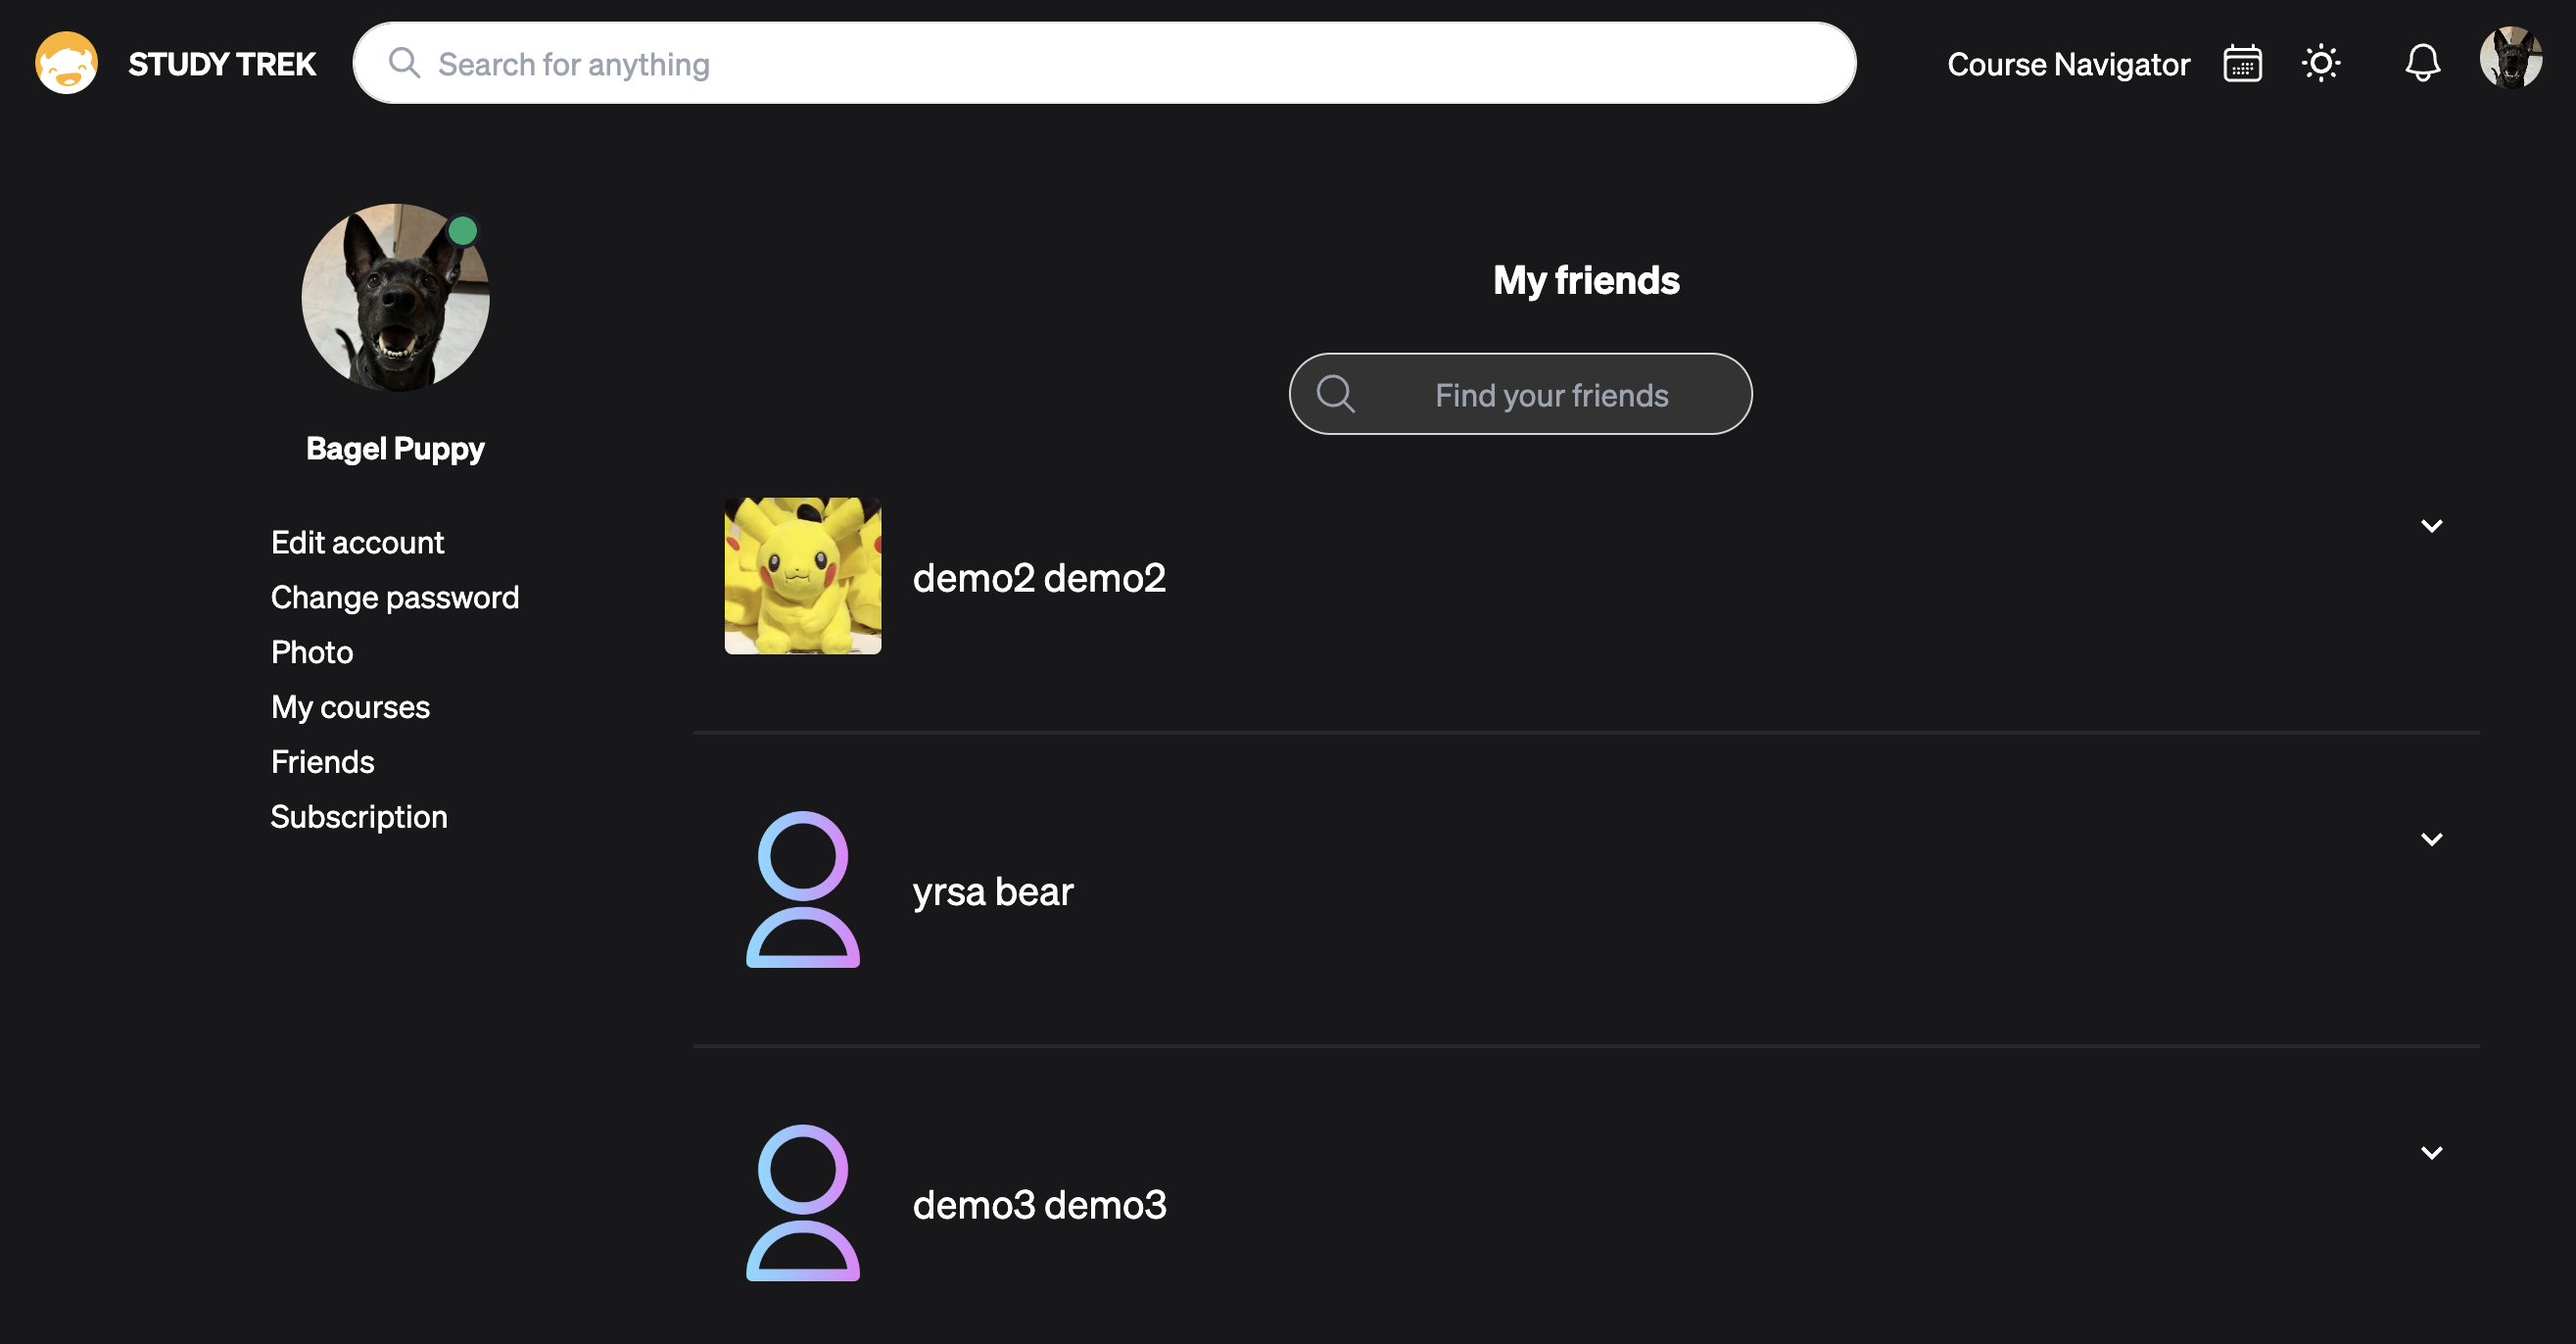 STUDY TREK
Search for anything
Course Navigator
Bagel Puppy
Edit account
Change password
Photo
My courses
Friends
Subscription
My friends
Find your friends
demo2 demo2
yrsa bear
demo3 demo3